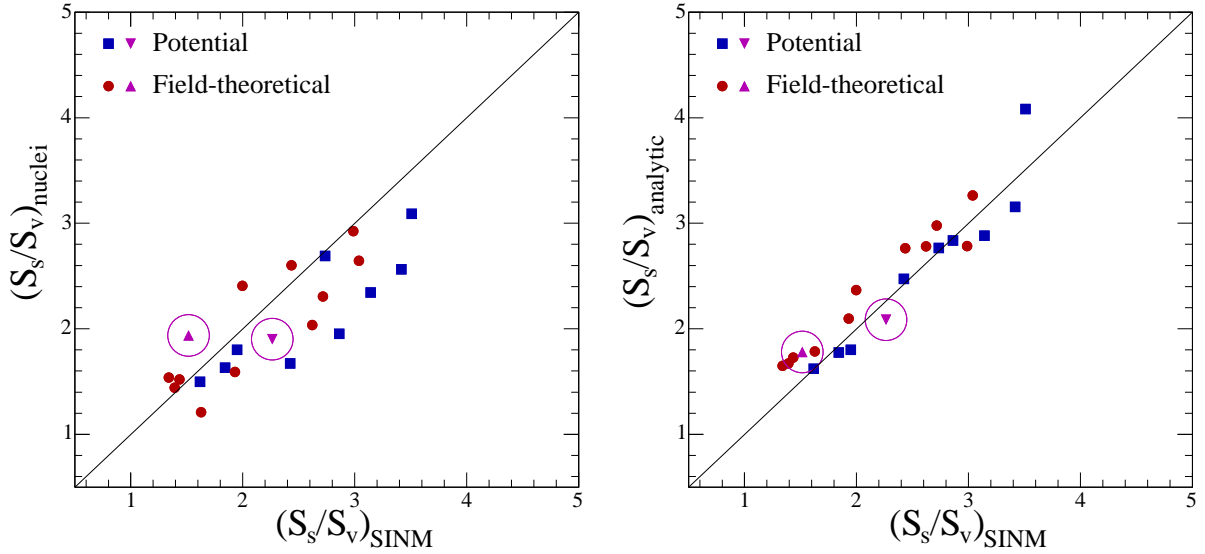 5
4
3
2
1
Potential
Field-theoretical
(Ss/Sv)nuclei
1 2 3 4 5
(Ss/Sv)SINM
5
4
3
2
1
Potential
Field-theoretical
(Ss/Sv)analytic
1 2 3 4 5
(Ss/Sv)SINM